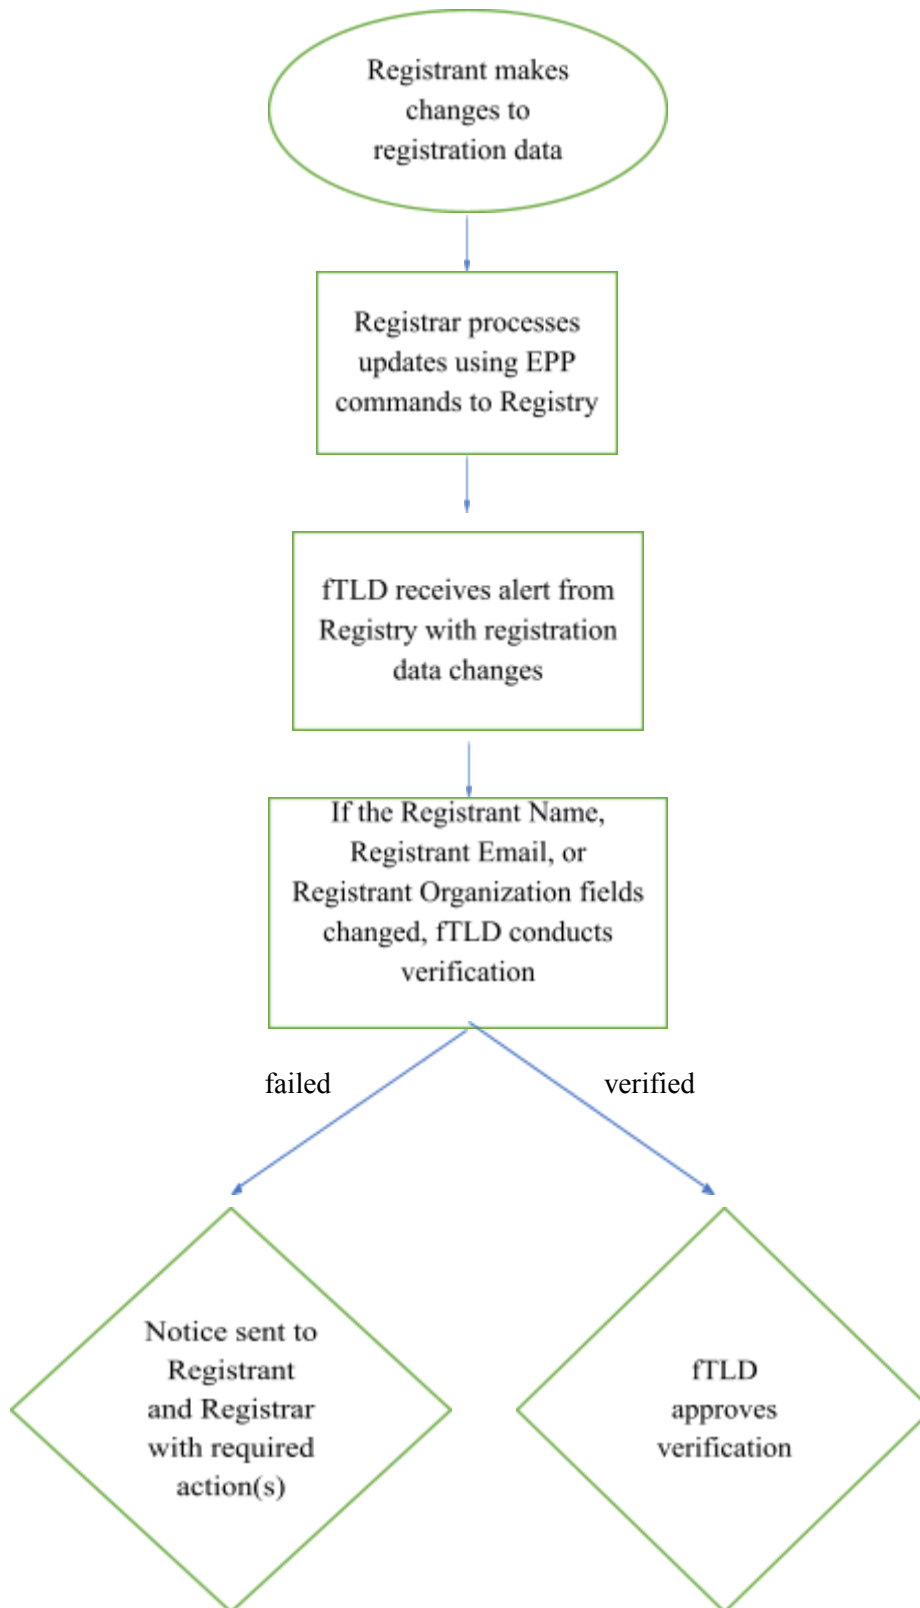 Registrant makes
changes to
registration data
Registrar processes
updates using EPP
commands to Registry
fTLD receives alert from
Registry with registration
data changes
If the Registrant Name,
Registrant Email, or
Registrant Organization fields
changed, fTLD conducts
verification
failed
verified
Notice sent to
Registrant
and Registrar
with required
action(s)
fTLD
approves
verification